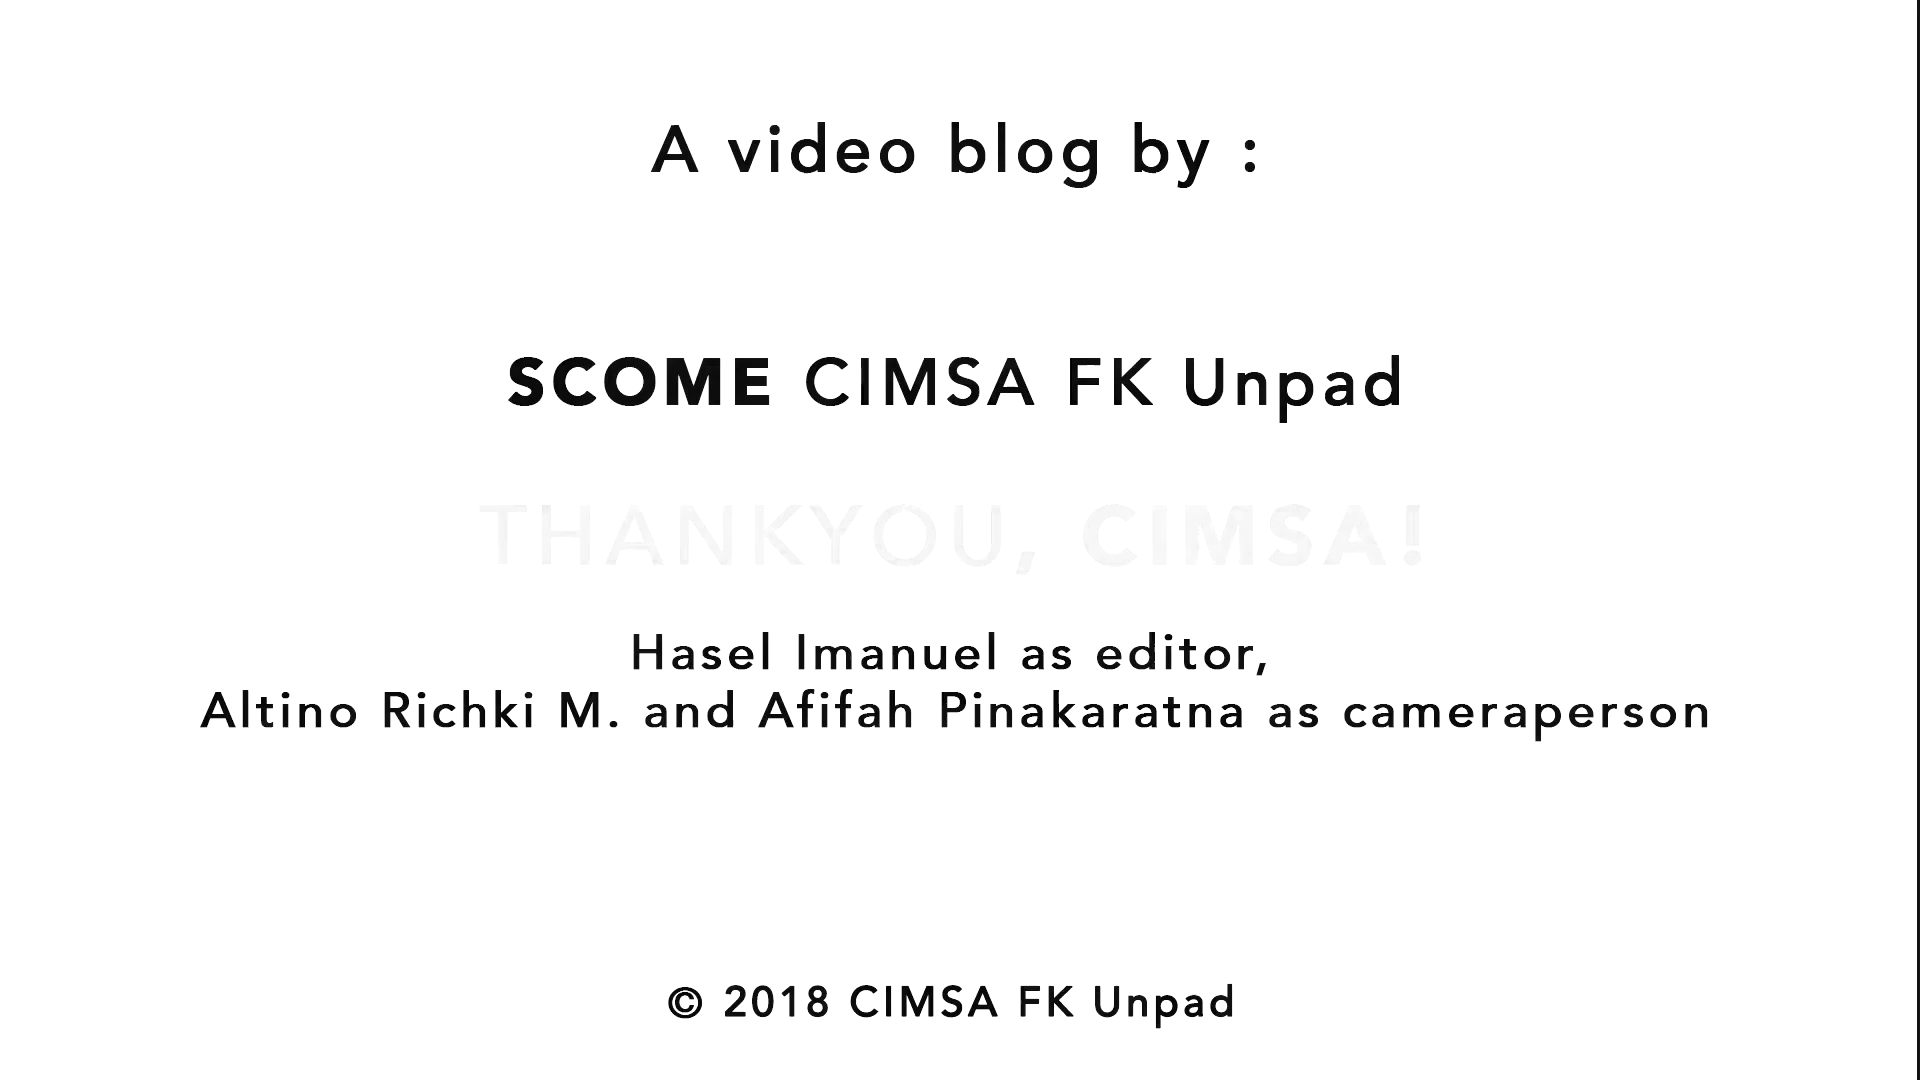 A video blog by :
SCOME CIMSA FK Unpad
THANKYOU, CIMSA!
Hasel Imanuel as editor,
Altino Richki M. and Afifah Pinakaratna as cameraperson
© 2018 CIMSA FK Unpad